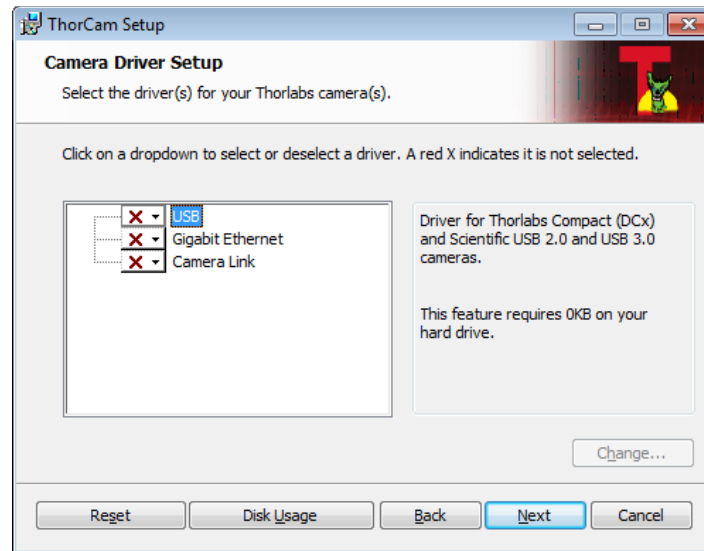 ThorCam Setup
Camera Driver Setup
Select the driver(s) for your Thorlabs camera(s).
Click on a dropdown to select or deselect a driver. A red X indicates it is not selected.
USB
Gigabit Ethernet
Camera Link
Driver for Thorlabs Compact (DCx)
and Scientific USB 2.0 and USB 3.0
cameras.
This feature requires 0KB on your
hard drive.
Change...
Reset
Disk Usage
Back
Next
Cancel